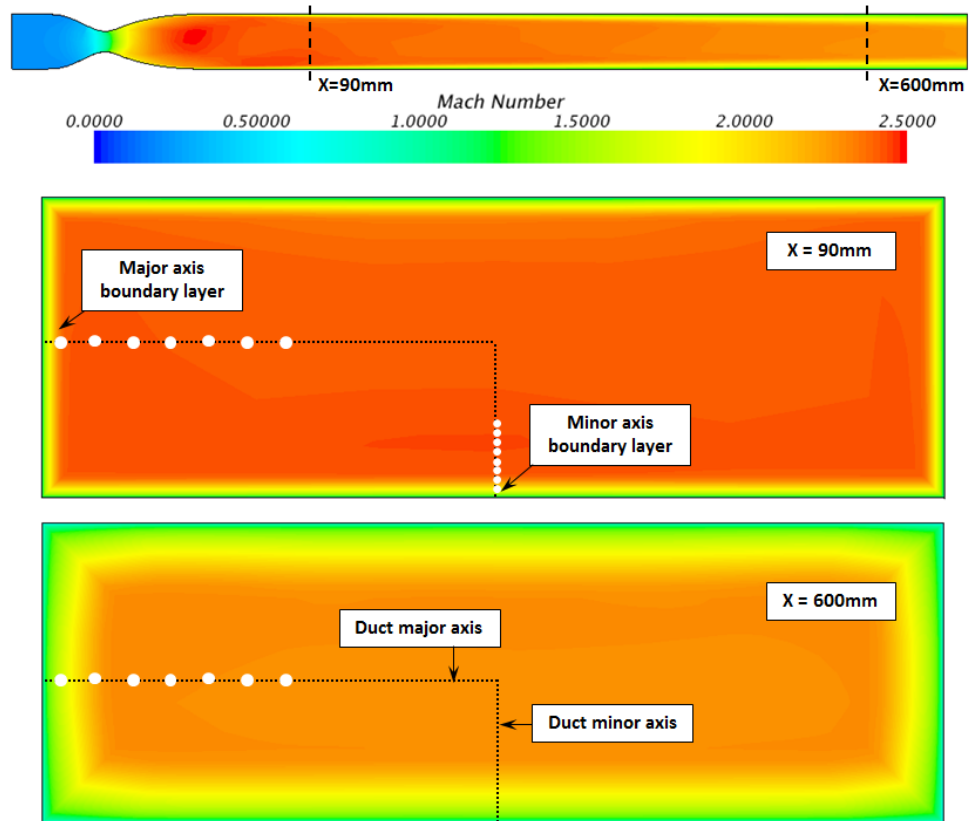 X=90mm
X=600mm
Mach Number
0.0000 0.50000 1.0000 1.5000 2.0000 2.5000
X = 90mm
Major axis
boundary layer
Minor axis
boundary layer
X = 600mm
Duct major axis
Duct minor axis